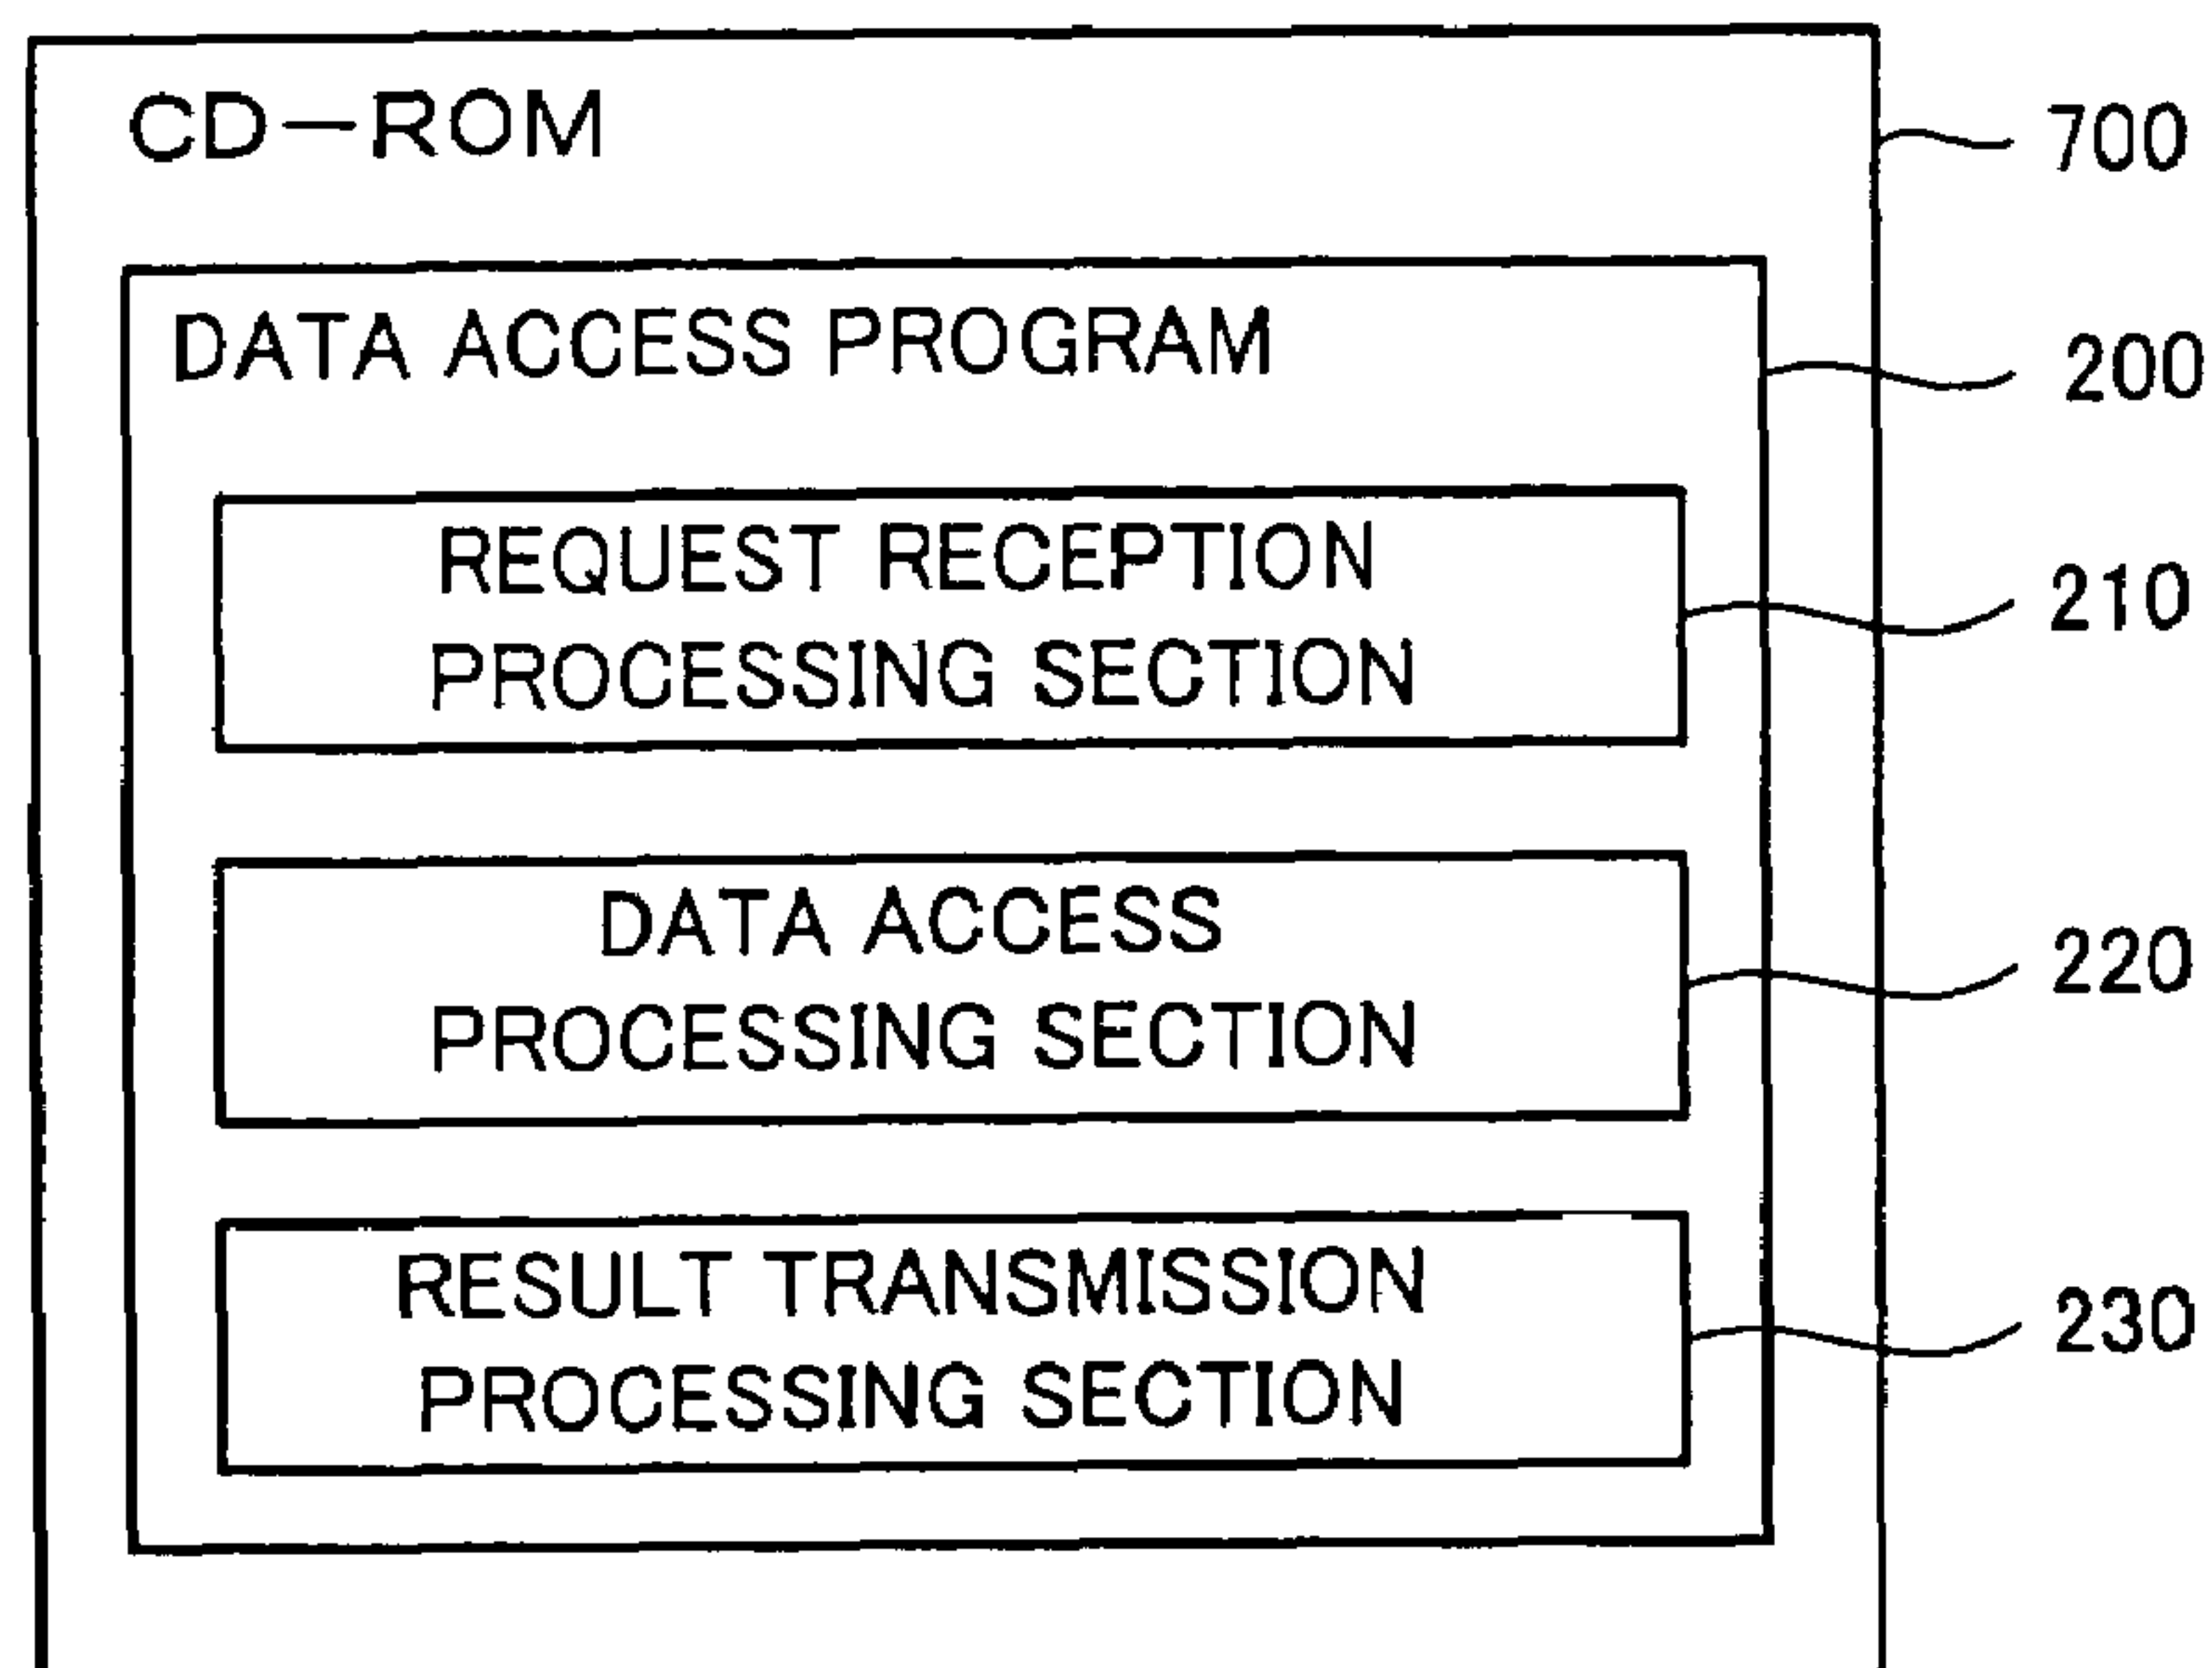 CD-ROM
700
DATA ACCESS PROGRAM
200
REQUEST RECEPTION
PROCESSING SECTION
210
DATA ACCESS
PROCESSING SECTION
220
RESULT TRANSMISSION
PROCESSING SECTION
230